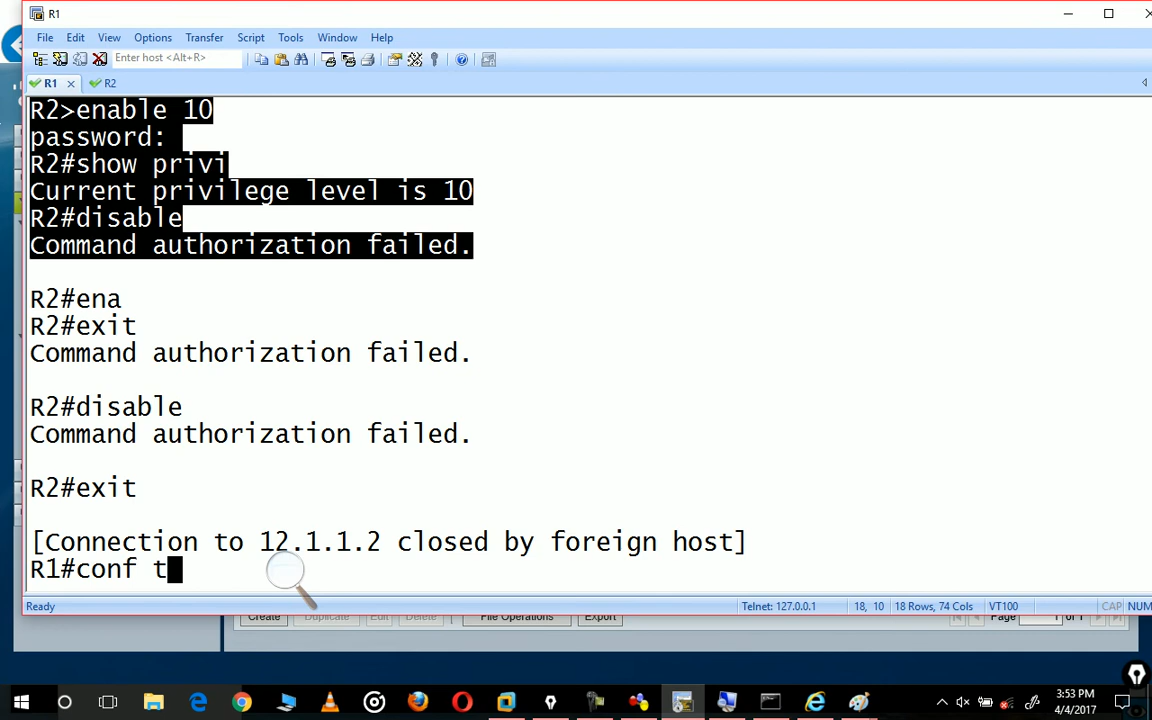 R1
File Edit View Options Transfer Script Tools Window Help
Enter host <Alt+R>
R1 R2
R2>enable 10
password:
R2#show privi
Current privilege level is 10
R2#disable
Command authorization failed.
R2#ena
R2#exit
Command authorization failed.
R2#disable
Command authorization failed.
R2#exit
[Connection to 12.1.1.2 closed by foreign host]
R1#conf t
Ready Telnet: 127.0.0.1 18, 10 18 Rows, 74 Cols VT100 CAP NUM
Create Duplicate Edit Delete File Operations Export Page 1 of 1
3:53 PM
4/4/2017